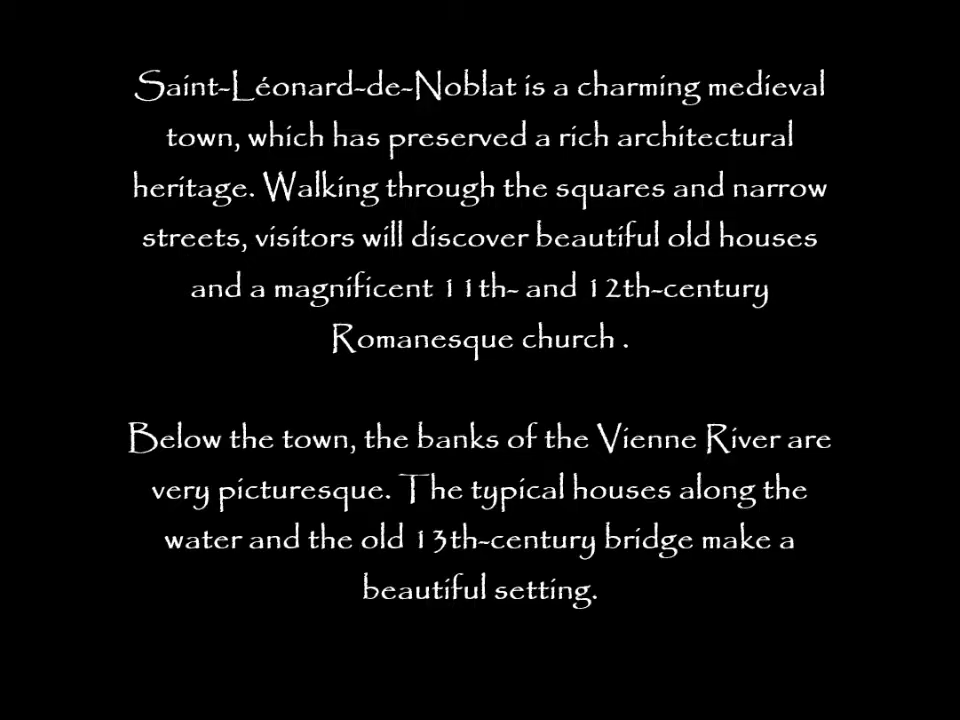 Saint-Léonard-de-Noblat is a charming medieval
town, which has preserved a rich architectural
heritage. Walking through the squares and narrow
streets, visitors will discover beautiful old houses
and a magnificent 11th- and 12th-century
Romanesque church .
Below the town, the banks of the Vienne River are
very picturesque. The typical houses along the
water and the old 13th-century bridge make a
beautiful setting.